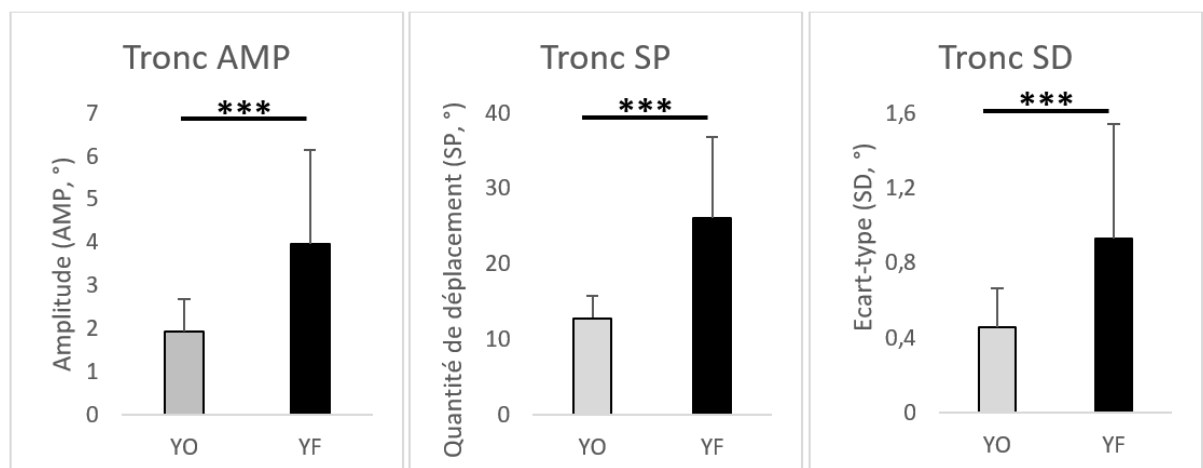 Tronc AMP
***
Amplitude (AMP, °)
7
6
5
4
3
2
1
0
YO YF
Tronc SP
***
Quantité de déplacement (SP, °)
40
30
20
10
0
YO YF
Tronc SD
***
Ecart-type (SD, °)
1,6
1,2
0,8
0,4
0
YO YF